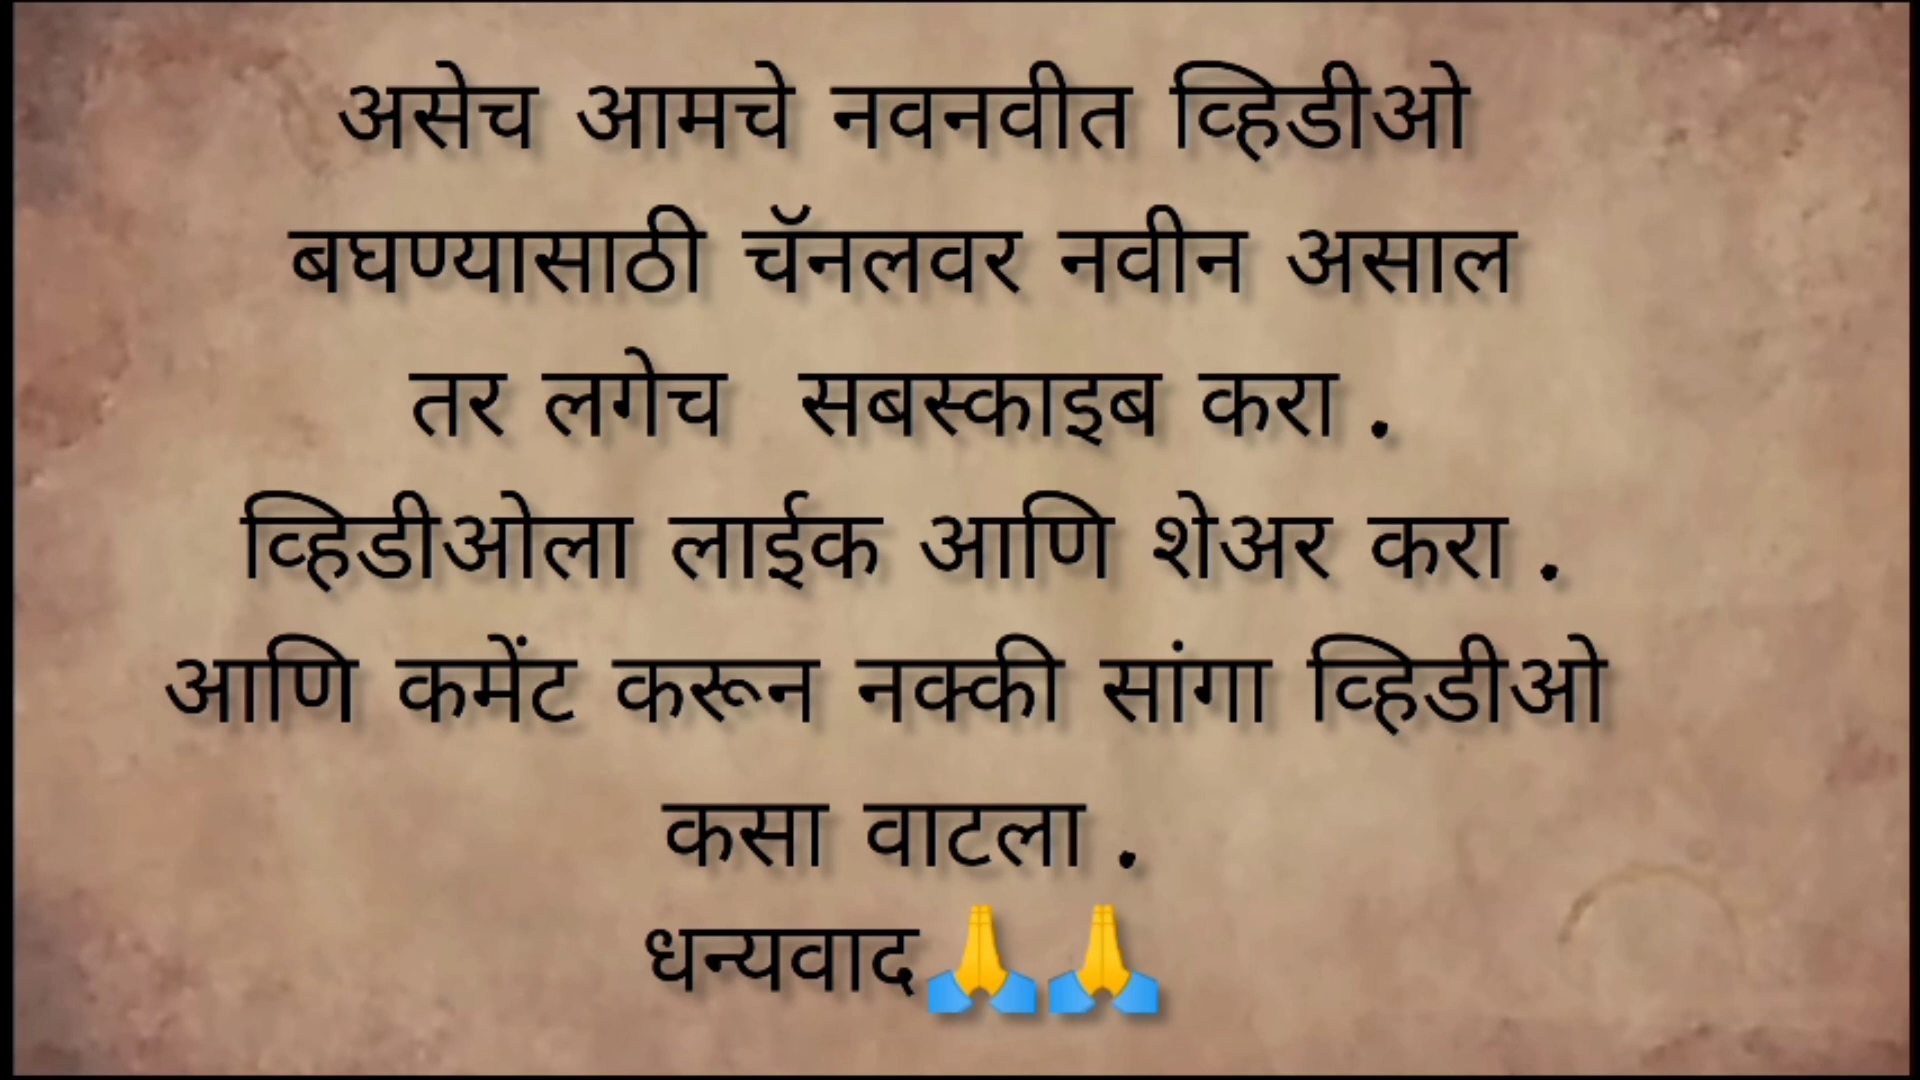 असेच आमचे नवनवीत व्हिडीओ
बघण्यासाठी चॅनलवर नवीन असाल
तर लगेच सबस्काइब करा .
व्हिडीओला लाईक आणि शेअर करा .
आणि कमेंट करून नक्की सांगा व्हिडीओ
कसा वाटला .
धन्यवाद🙏🙏